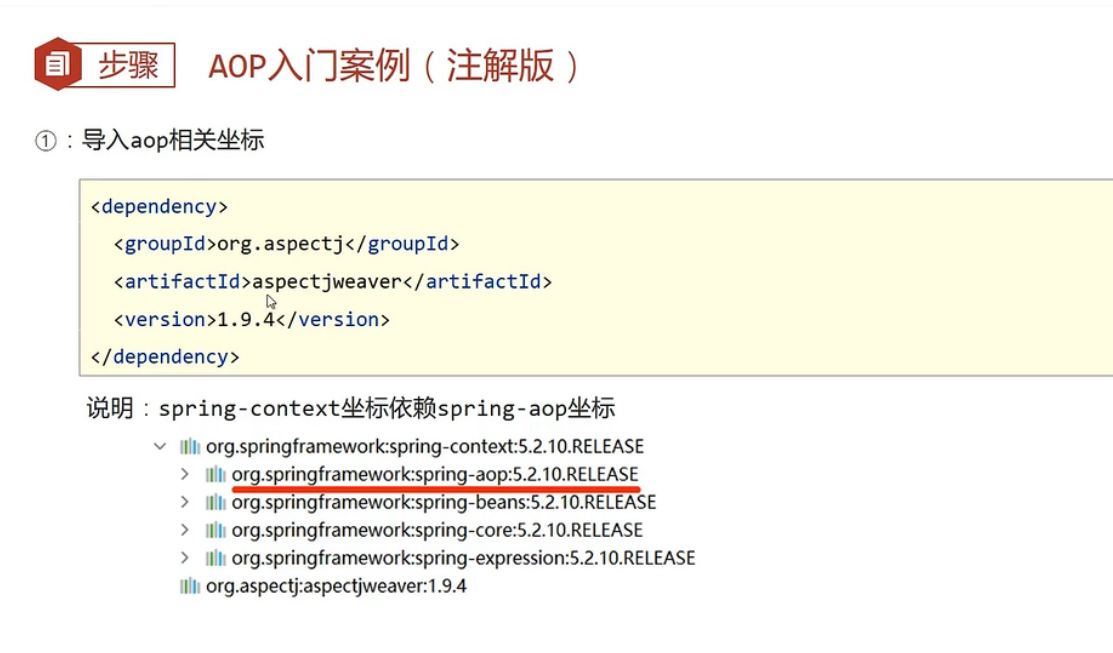 步骤 AOP入门案例（注解版）
①：导入aop相关坐标
<dependency>
<groupId>org.aspectj</groupId>
<artifactId>aspectjweaver</artifactId>
<version>1.9.4</version>
</dependency>
说明：spring-context坐标依赖spring-aop坐标
org.springframework:spring-context:5.2.10.RELEASE
org.springframework:spring-aop:5.2.10.RELEASE
org.springframework:spring-beans:5.2.10.RELEASE
org.springframework:spring-core:5.2.10.RELEASE
org.springframework:spring-expression:5.2.10.RELEASE
org.aspectj:aspectjweaver:1.9.4